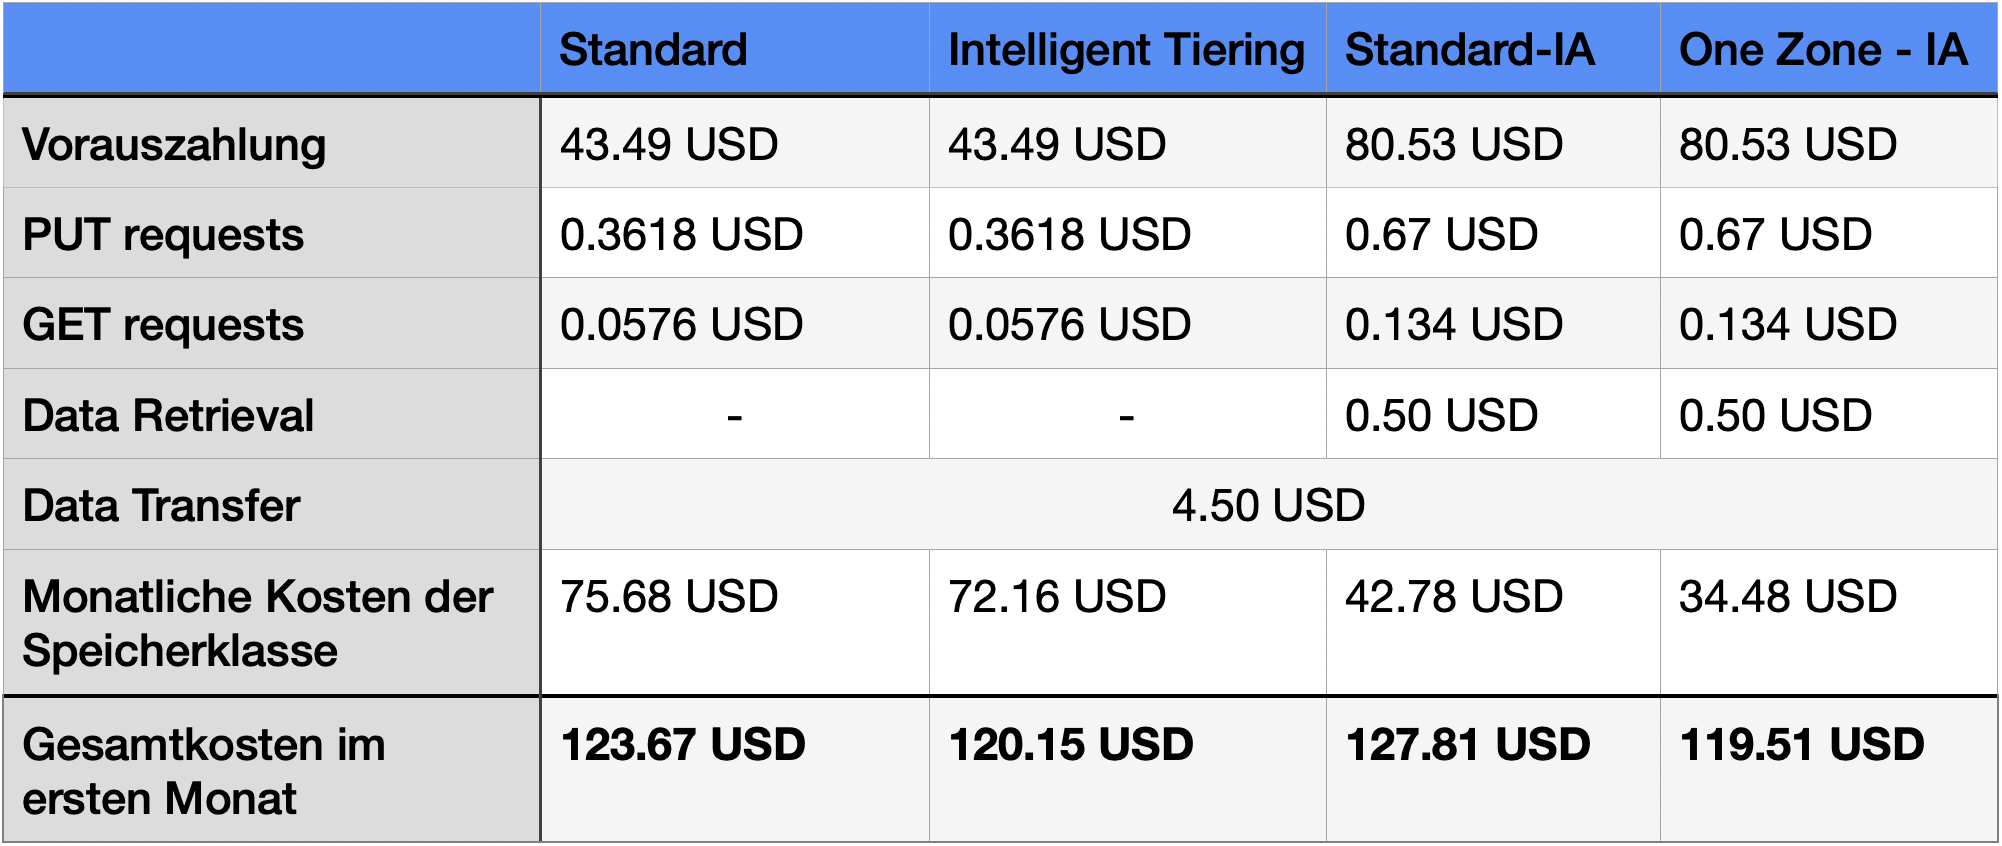 Standard Intelligent Tiering Standard-IA One Zone - IA
Vorauszahlung 43.49 USD 43.49 USD 80.53 USD 80.53 USD
PUT requests 0.3618 USD 0.3618 USD 0.67 USD 0.67 USD
GET requests 0.0576 USD 0.0576 USD 0.134 USD 0.134 USD
Data Retrieval - - 0.50 USD 0.50 USD
Data Transfer 4.50 USD
Monatliche Kosten der 75.68 USD 72.16 USD 42.78 USD 34.48 USD
Speicherklasse
Gesamtkosten im 123.67 USD 120.15 USD 127.81 USD 119.51 USD
ersten Monat